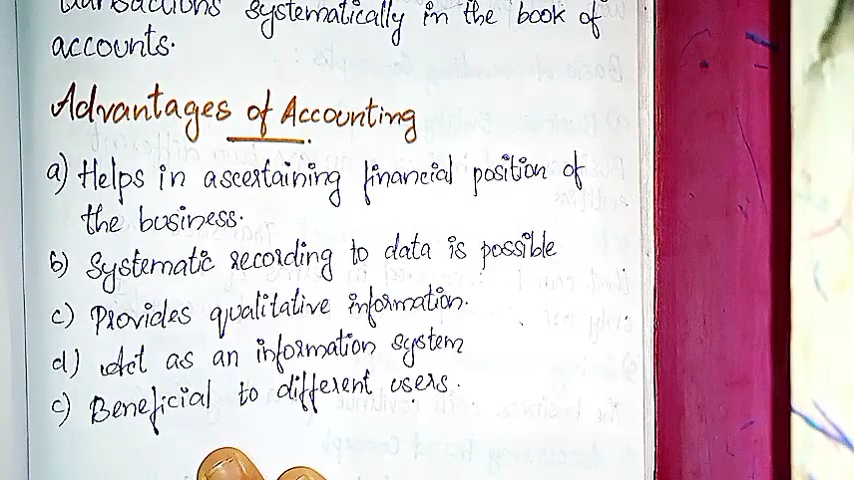 transactions systematically in the book of
accounts.
Advantages of Accounting
a) Helps in ascertaining financial position of
the business.
b) systematic recording to data is possible
c) Provides qualitative information.
d) Act as an information system
c) Beneficial to different users.